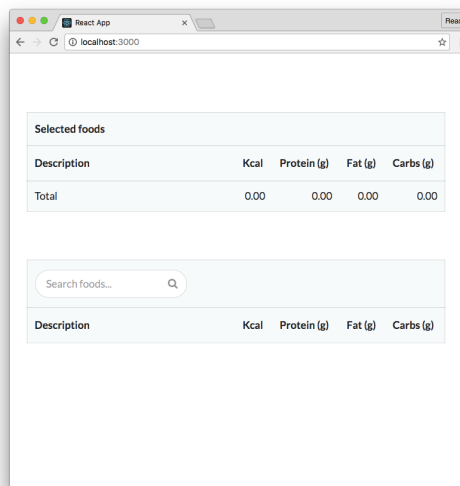 React App
Reac
localhost:3000
Selected foods
Description Kcal Protein (g) Fat (g) Carbs (g)
Total 0.00 0.00 0.00 0.00
Search foods...
Description Kcal Protein (g) Fat (g) Carbs (g)